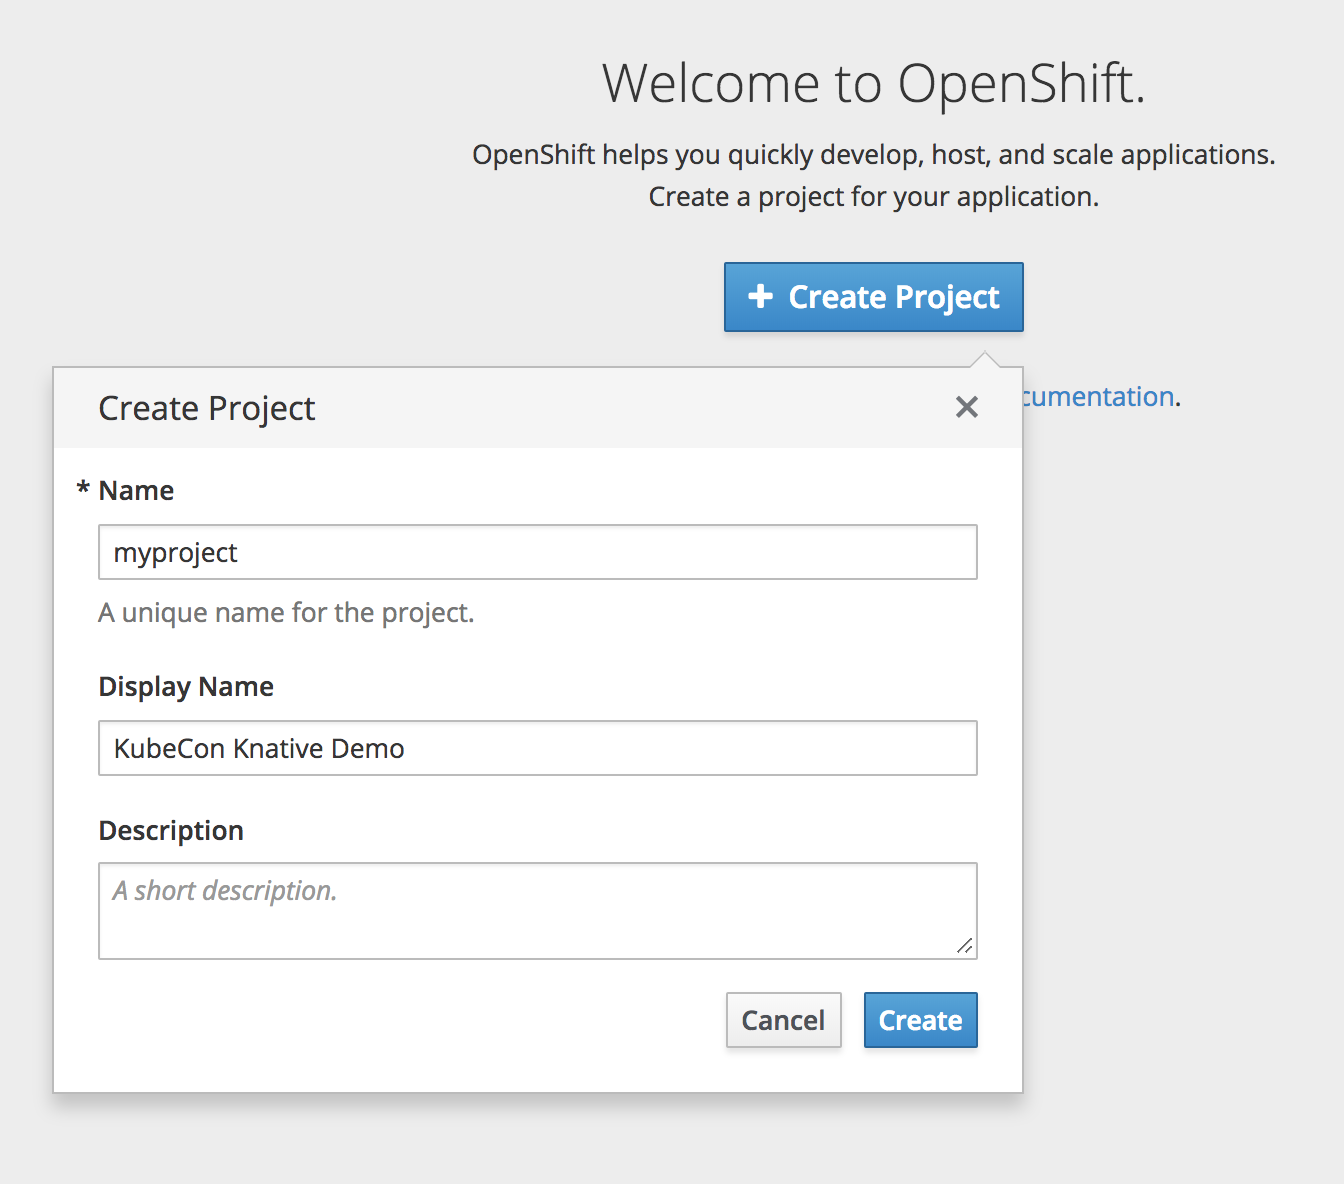 Welcome to OpenShift.
OpenShift helps you quickly develop, host, and scale applications.
Create a project for your application.
Create Project
Create Project
* Name
myproject
A unique name for the project.
Display Name
KubeCon Knative Demo
Description
A short description.
Cancel
Create